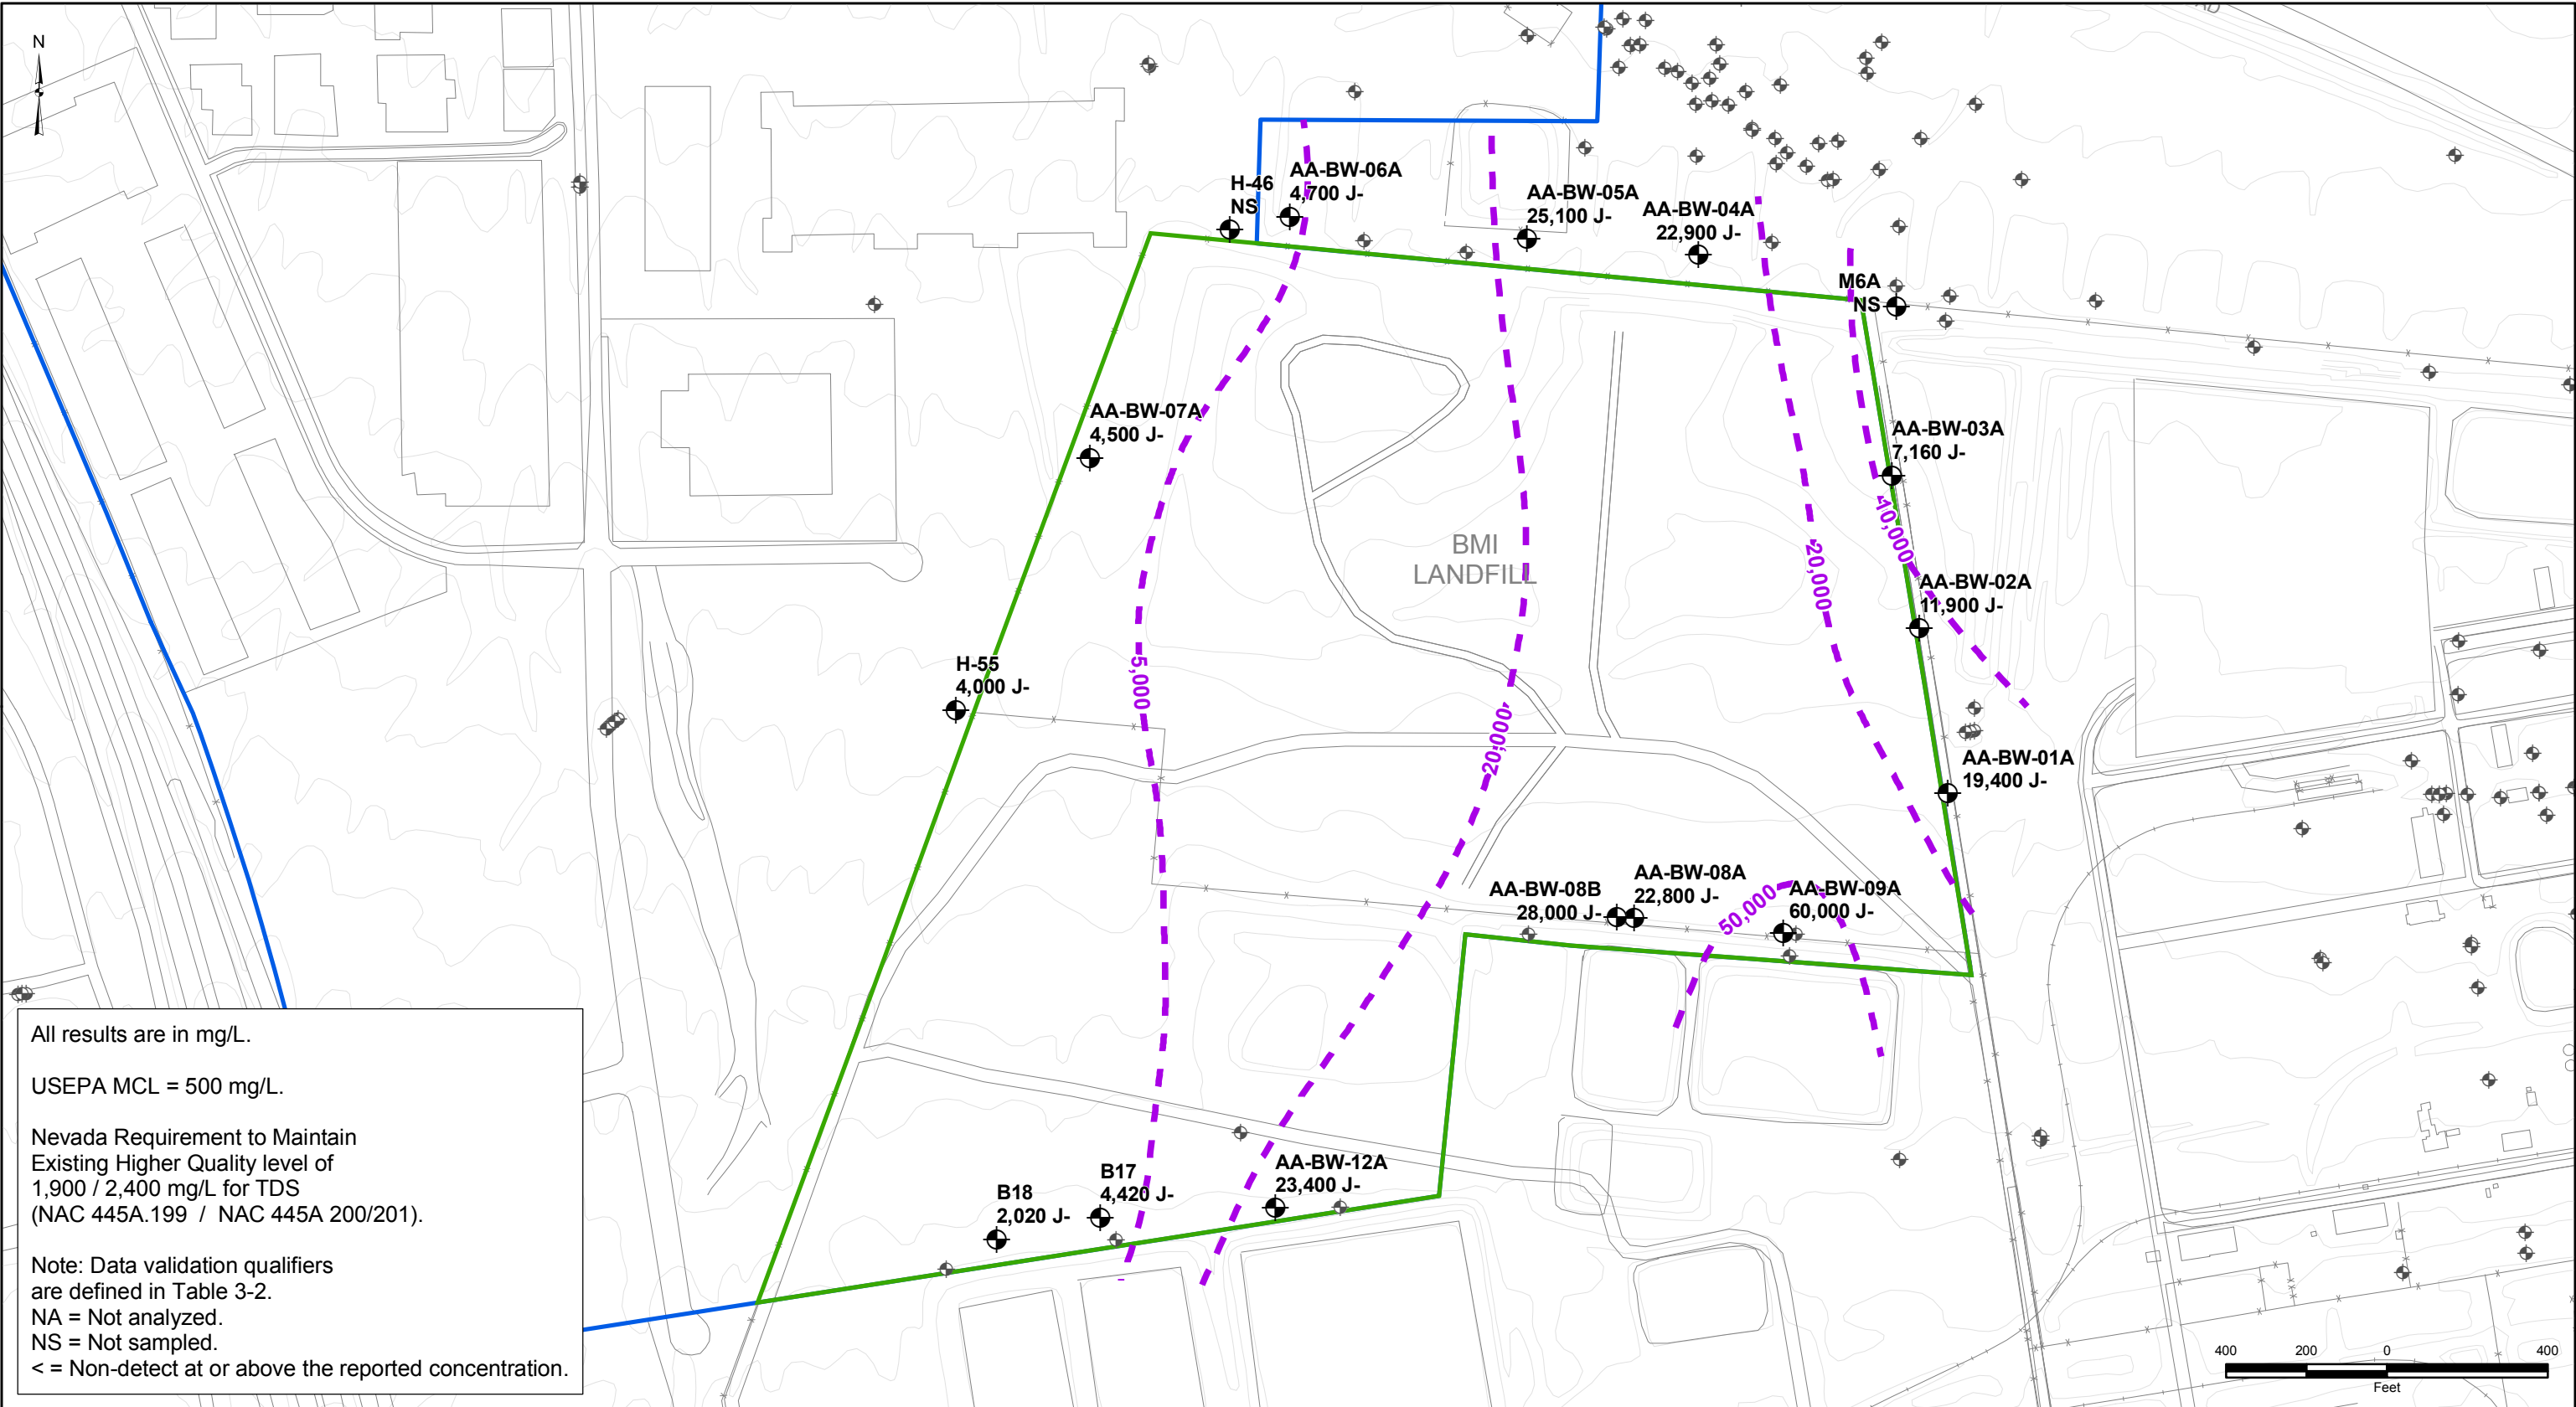 N
H-46
NS
AA-BW-06A
4,700 J-
AA-BW-05A
25,100 J-
AA-BW-04A
22,900 J-
M6A
NS
AA-BW-07A
4,500 J-
AA-BW-03A
7,160 J-
10,000
20,000
BMI
LANDFILL
AA-BW-02A
11,900 J-
H-55
4,000 J-
5,000
20,000
AA-BW-01A
19,400 J-
AA-BW-08B
28,000 J-
AA-BW-08A
22,800 J-
50,000
AA-BW-09A
60,000 J-
B18
2,020 J-
B17
4,420 J-
AA-BW-12A
23,400 J-
All results are in mg/L.
USEPA MCL = 500 mg/L.
Nevada Requirement to Maintain
Existing Higher Quality level of
1,900 / 2,400 mg/L for TDS
(NAC 445A.199 / NAC 445A 200/201).
Note: Data validation qualifiers
are defined in Table 3-2.
NA = Not analyzed.
NS = Not sampled.
< = Non-detect at or above the reported concentration.
400 200 0 400
Feet